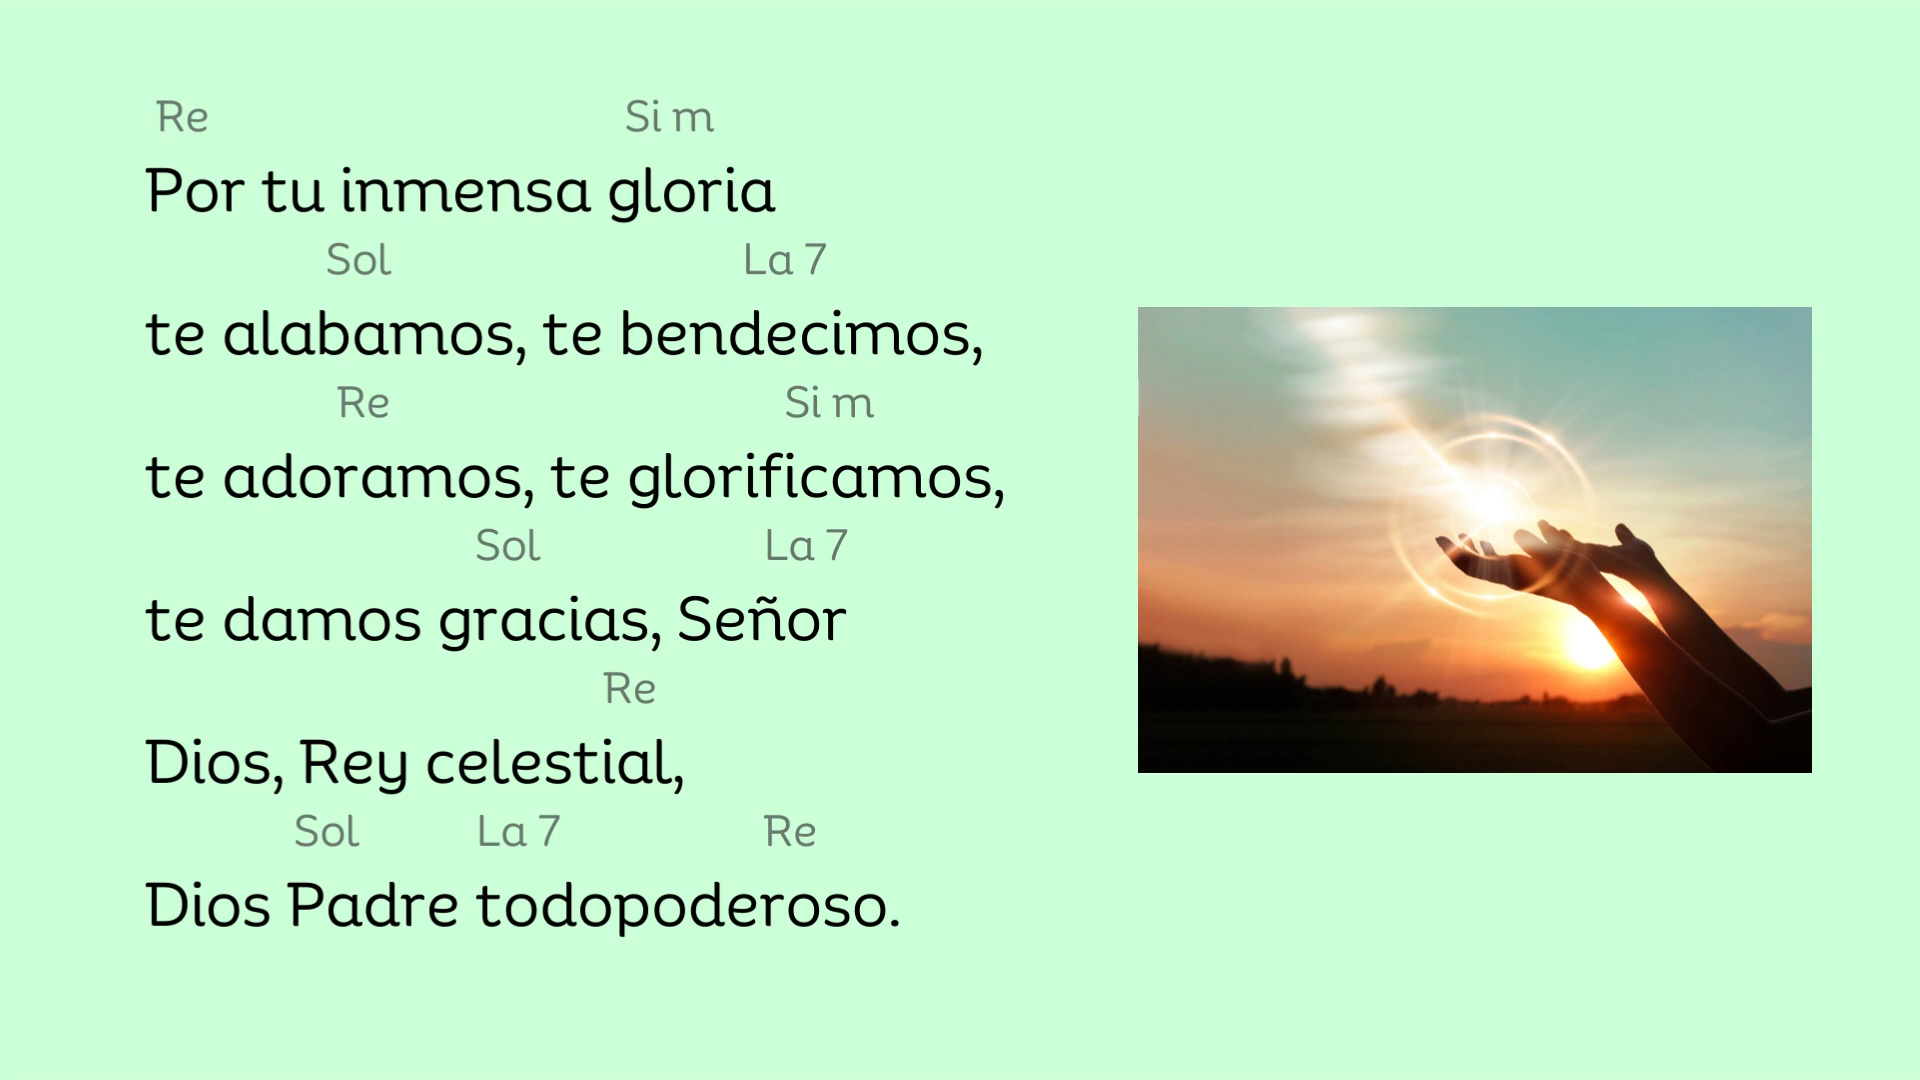 Re Si m
Por tu inmensa gloria
Sol La 7
te alabamos, te bendecimos,
Re Si m
te adoramos, te glorificamos,
Sol La 7
te damos gracias, Señor
Re
Dios, Rey celestial,
Sol La 7 Re
Dios Padre todopoderoso.